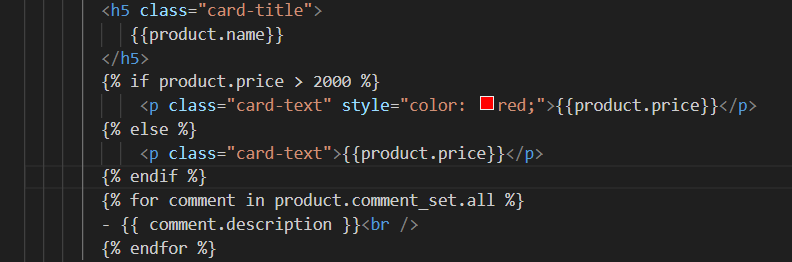 <h5 class="card-title">
{{product.name}}
</h5>
{% if product.price > 2000 %}
<p class="card-text" style="color: red;">{{product.price}}</p>
{% else %}
<p class="card-text">{{product.price}}</p>
{% endif %}
{% for comment in product.comment_set.all %}
- {{ comment.description }}<br />
{% endfor %}